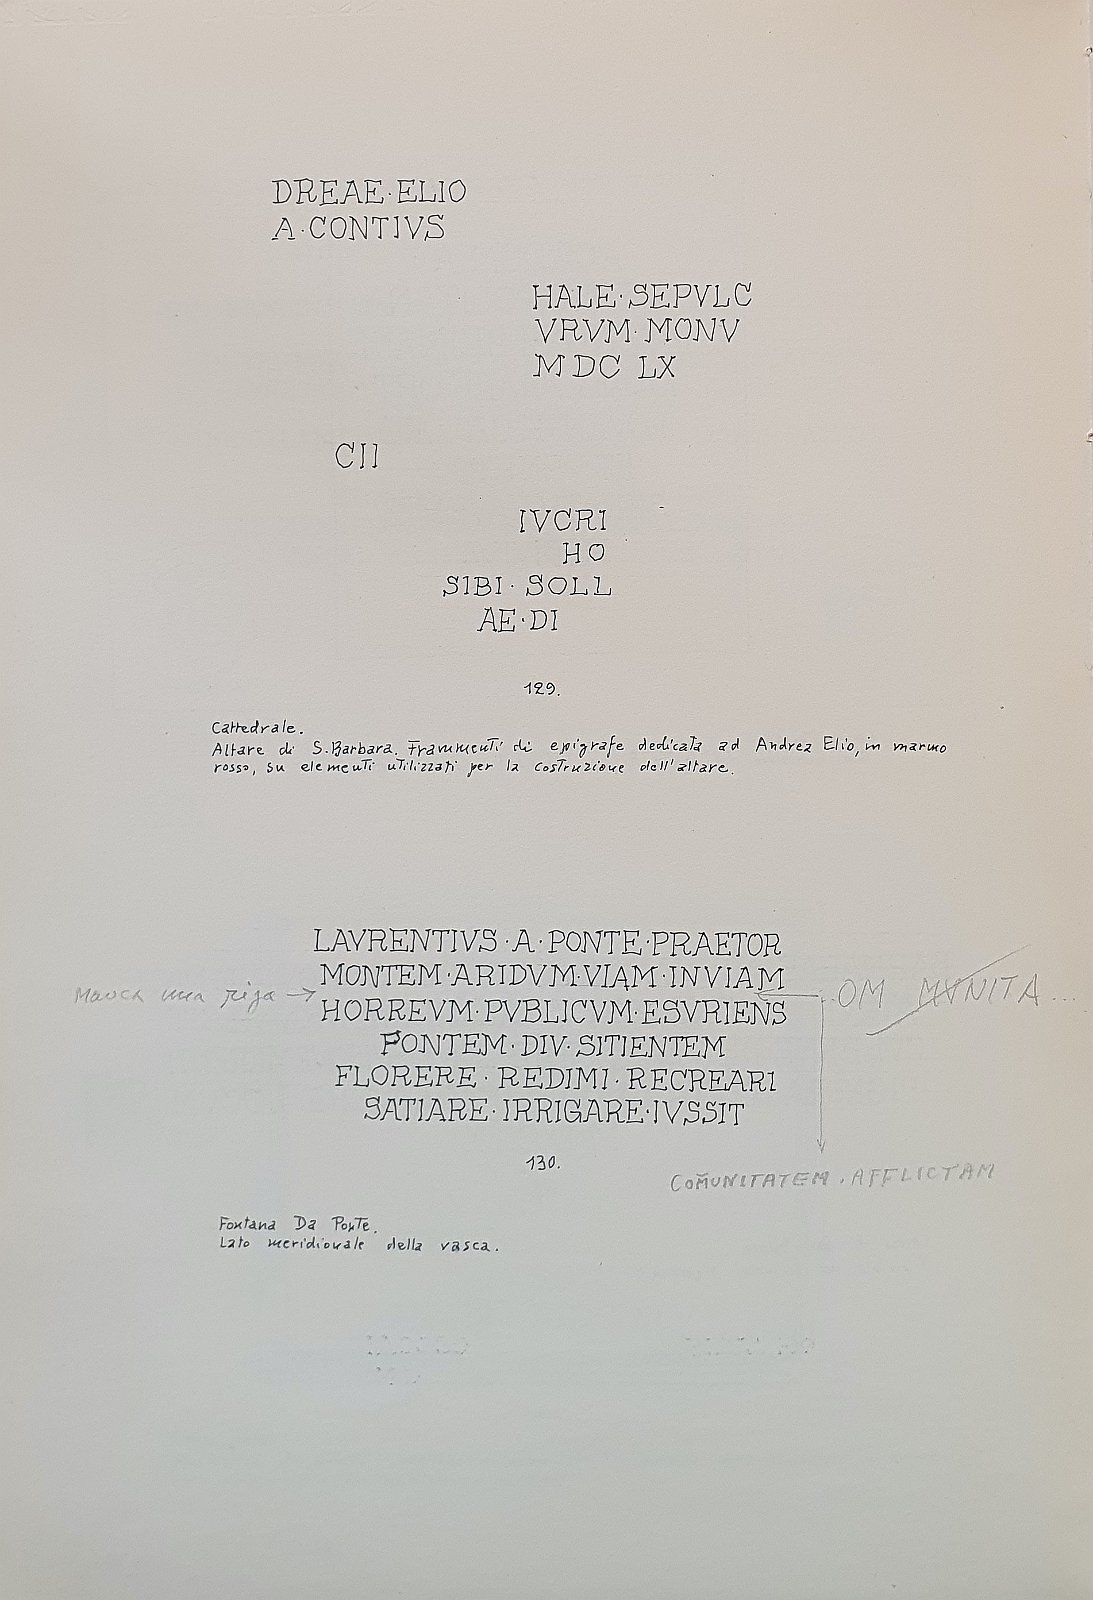 DREAE·ELIO
A·CONTIVS
HALE·SEPVLC
VRVM·MONV
MDC LX
CII
IVCRI
HO
SIBI·SOLL
AE·DI
129.
Cattedrale.
Altare di S.Barbara. Frammenti di epigrafe dedicata ad Andrea Elio, in marmo
rosso, su elementi utilizzati per la costruzione dell'altare.
LAVRENTIVS·A·PONTE·PRAETOR
MONTEM·ARIDVM·VIAM·INVIAM
manca una riga → ..OM MVNITA...
HORREVM·PVBLICVM·ESVRIENS
FONTEM·DIV·SITIENTEM
FLORERE·REDIMI·RECREARI
SATIARE·IRRIGARE·IVSSIT
130.
COM̃UNITATEM.AFFLICTAM
Fontana Da Ponte.
Lato meridionale della vasca.